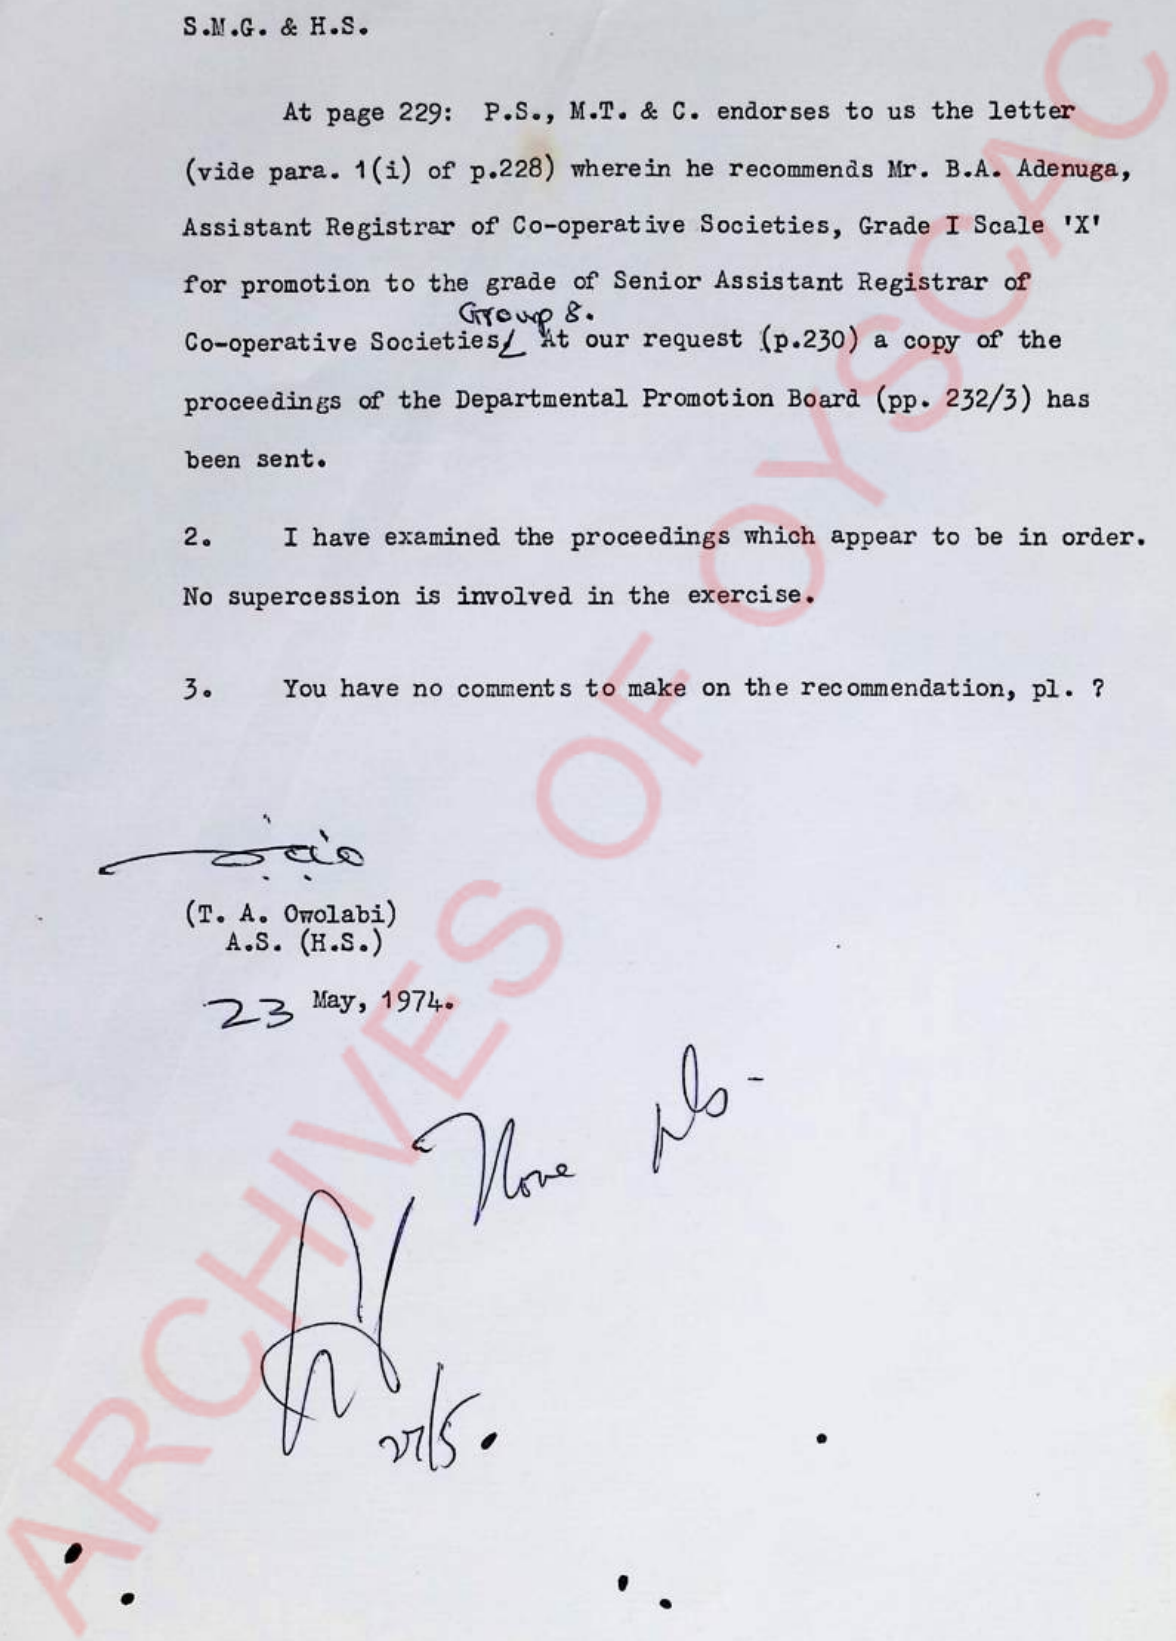 S.M.G. & H.S.
At page 229: P.S., M.T. & C. endorses to us the letter
(vide para. 1(i) of p.228) wherein he recommends Mr. B.A. Adenuga,
Assistant Registrar of Co-operative Societies, Grade I Scale 'X'
for promotion to the grade of Senior Assistant Registrar of
Group 8.
Co-operative Societies/ At our request (p.230) a copy of the
proceedings of the Departmental Promotion Board (pp. 232/3) has
been sent.
2. I have examined the proceedings which appear to be in order.
No supercession is involved in the exercise.
3. You have no comments to make on the recommendation, pl. ?
(T. A. Owolabi)
A.S. (H.S.)
23 May, 1974.
None pls-
27/5.
ARCHIVES OF OYSCAC